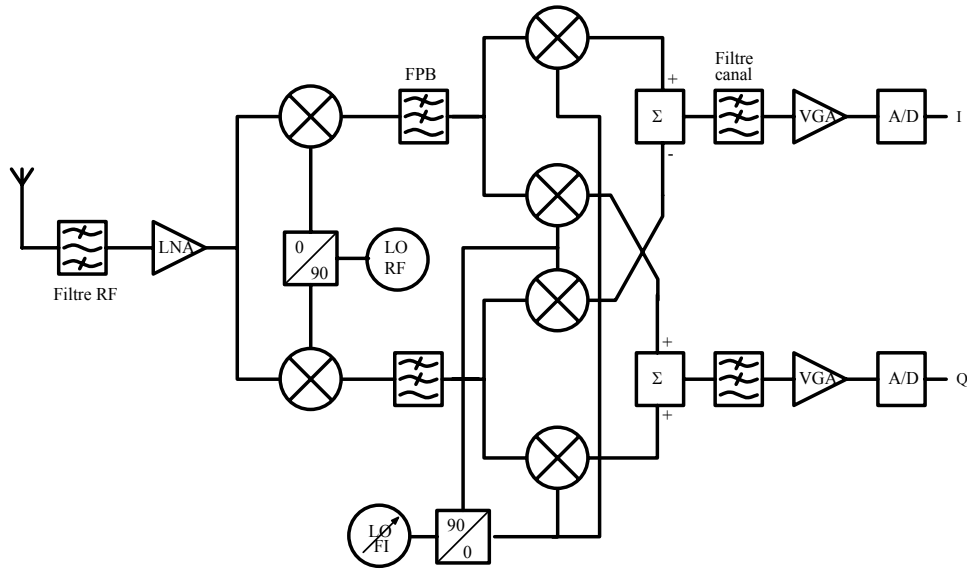 Filtre
canal
FPB
+
Σ
VGA
A/D
I
-
LNA
0
90
LO
RF
Filtre RF
+
Σ
VGA
A/D
Q
+
LO
FI
90
0